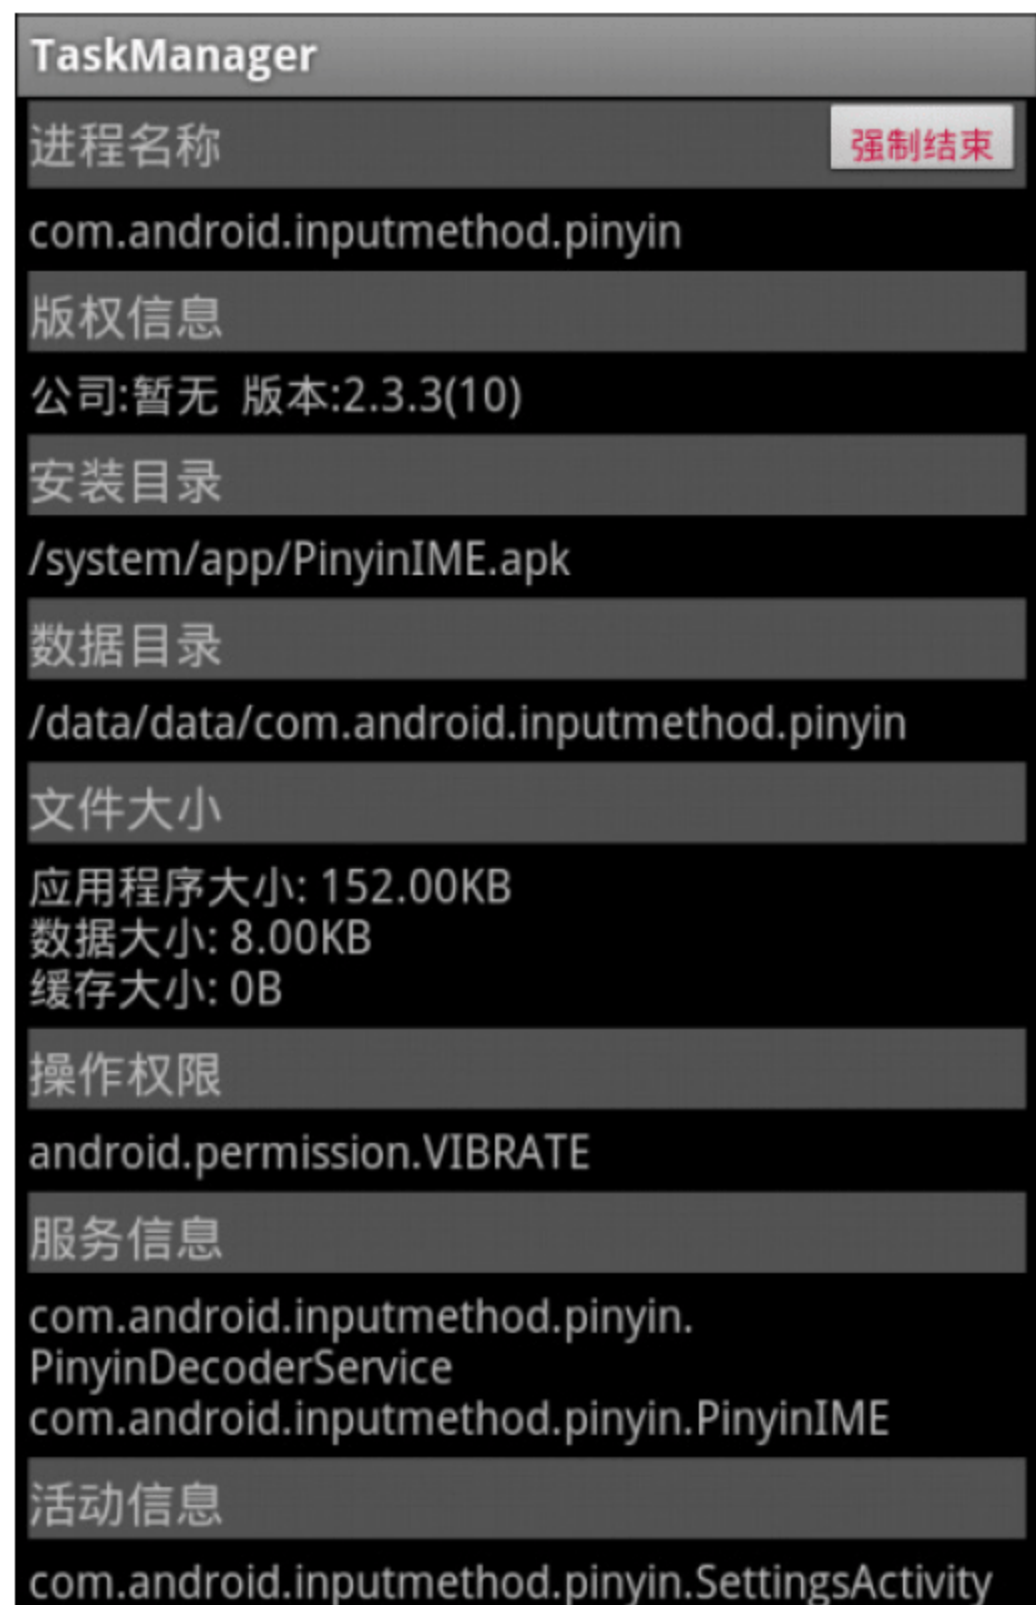 TaskManager
进程名称 强制结束
com.android.inputmethod.pinyin
版权信息
公司:暂无 版本:2.3.3(10)
安装目录
/system/app/PinyinIME.apk
数据目录
/data/data/com.android.inputmethod.pinyin
文件大小
应用程序大小: 152.00KB
数据大小: 8.00KB
缓存大小: 0B
操作权限
android.permission.VIBRATE
服务信息
com.android.inputmethod.pinyin.
PinyinDecoderService
com.android.inputmethod.pinyin.PinyinIME
活动信息
com.android.inputmethod.pinyin.SettingsActivity